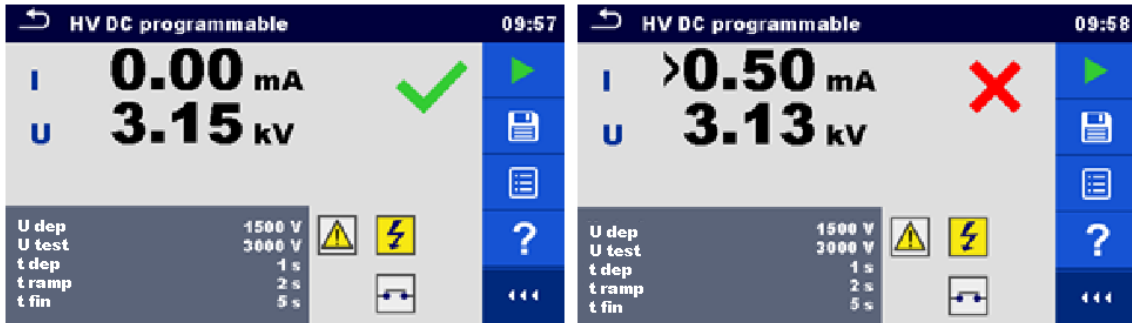 HV DC programmable 09:57
I 0.00 mA
U 3.15 kV
U dep 1500 V
U test 3000 V
t dep 1 s
t ramp 2 s
t fin 5 s
?
HV DC programmable 09:58
I >0.50 mA
U 3.13 kV
U dep 1500 V
U test 3000 V
t dep 1 s
t ramp 2 s
t fin 5 s
?